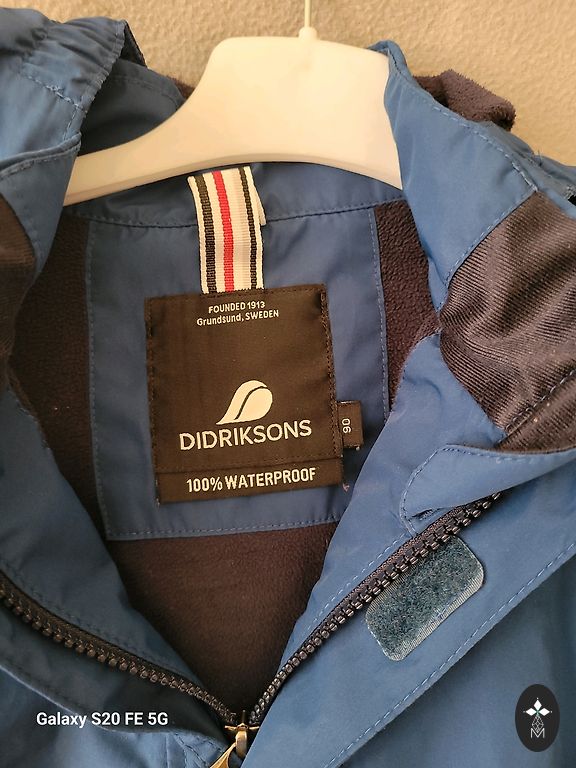 FOUNDED 1913
Grundsund, SWEDEN
DIDRIKSONS
90
100% WATERPROOF
Galaxy S20 FE 5G
M